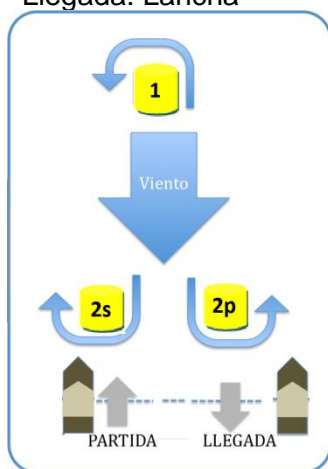 Llegada: Lancha
1
Viento
2s 2p
PARTIDA LLEGADA